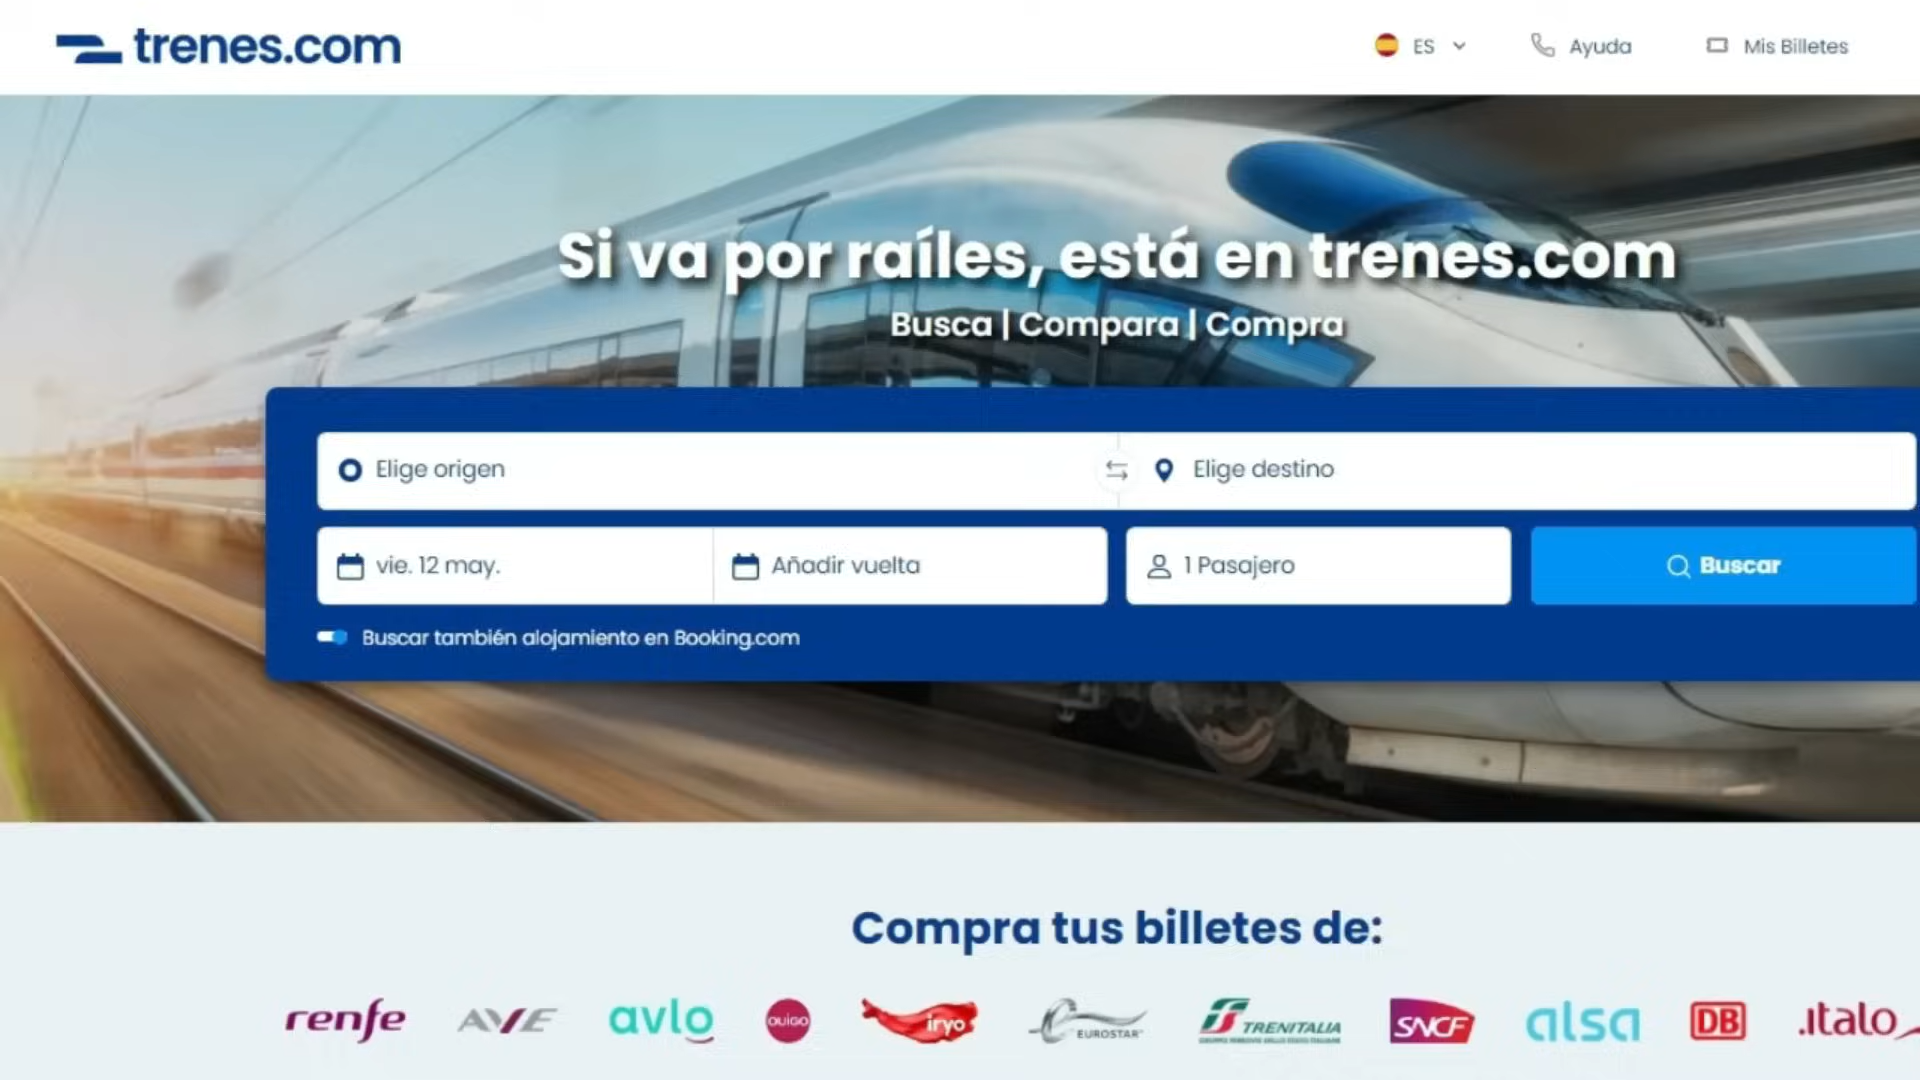 trenes.com
ES
Ayuda
Mis Billetes
Si va por raíles, está en trenes.com
Busca | Compara | Compra
Elige origen
Elige destino
vie. 12 may.
Añadir vuelta
1 Pasajero
Buscar
Buscar también alojamiento en Booking.com
Compra tus billetes de:
renfe
AVE
avlo
OUIGO
iryo
EUROSTAR
TRENITALIA
SNCF
alsa
DB
.italo